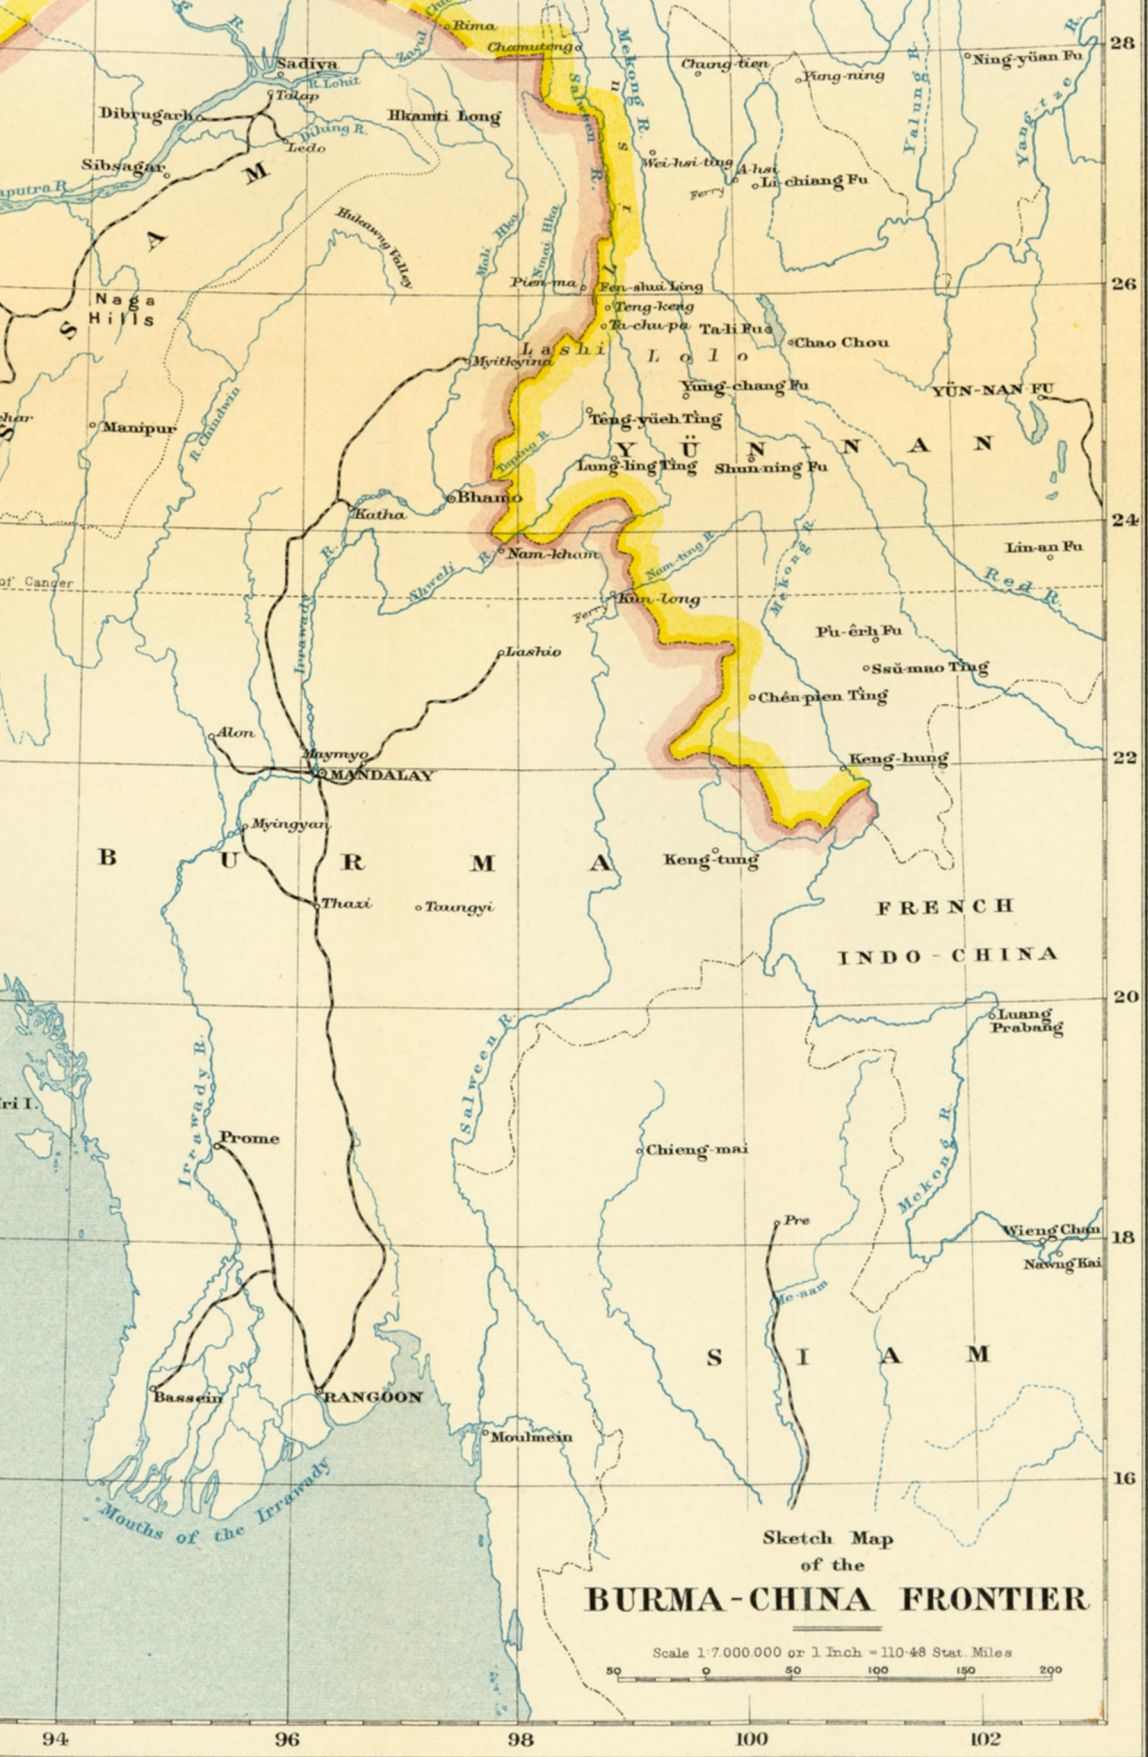 R.
Rima
Chamutong
28
Sadiya
Zayul
R. Lohit
Talap
Dibrugarh
Dihing R.
Ledo
Hkamti Long
Sibsagar
aputra R.
Salween R.
Mekong R.
Chung-tien
Yung-ning
Ning-yüan Fu
Yalung R.
Yang-tze R.
Wei-hsi-ting
A-hsi
Ferry
Li-chiang Fu
S A M
Naga
Hills
Hukawng Valley
Mali Hka
Nmai Hka
Pien-ma
Fen-shui Ling
26
Teng-keng
Ta-chu-pa
Ta-li Fu
Chao Chou
Lashi
Lolo
Myitkyina
Yung-chang Fu
YÜN-NAN FU
har
Manipur
R. Chindwin
Têng-yüeh Ting
YÜN-NAN
Taping R.
Lung-ling Ting
Shun-ning Fu
Bhamo
Katha
24
Nam-kham
Nam-ting R.
Mekong R.
Lin-an Fu
Red R.
of Cancer
Shweli R.
Kun-long
Ferry
Irrawady R.
Pu-êrh Fu
Lashio
Ssŭ-mao Ting
Chên-pien Ting
Alon
Maymyo
MANDALAY
Keng-hung
22
Myingyan
BURMA
Keng-tung
Thazi
Taungyi
FRENCH
INDO-CHINA
20
Luang
Prabang
Salween R.
Irrawady R.
ri I.
Prome
Chieng-mai
Mekong R.
Pre
Wieng Chan
18
Nawng Kai
Me-nam
SIAM
Bassein
RANGOON
Moulmein
16
Mouths of the Irrawady
Sketch Map
of the
BURMA-CHINA FRONTIER
Scale 1:7.000.000 or 1 Inch = 110·48 Stat. Miles
50 0 50 100 150 200
94 96 98 100 102